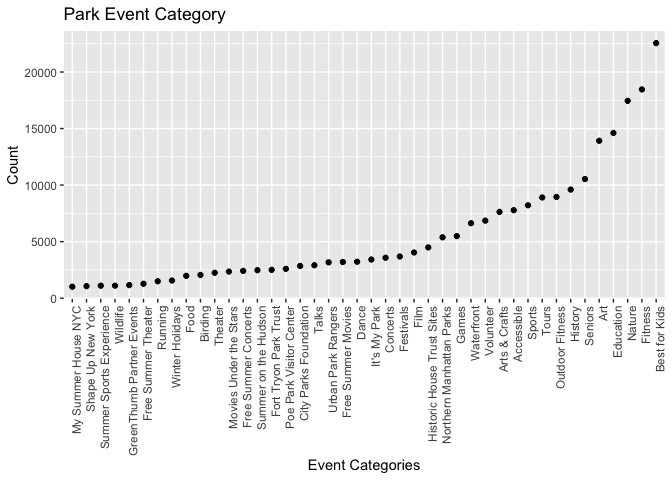 Park Event Category
Count
20000
15000
10000
5000
0
My Summer House NYC
Shape Up New York
Summer Sports Experience
Wildlife
GreenThumb Partner Events
Free Summer Theater
Running
Winter Holidays
Food
Birding
Theater
Movies Under the Stars
Free Summer Concerts
Summer on the Hudson
Fort Tryon Park Trust
Poe Park Visitor Center
City Parks Foundation
Talks
Urban Park Rangers
Free Summer Movies
Dance
It's My Park
Concerts
Festivals
Film
Historic House Trust Sites
Northern Manhattan Parks
Games
Waterfront
Volunteer
Arts & Crafts
Accessible
Sports
Tours
Outdoor Fitness
History
Seniors
Art
Education
Nature
Fitness
Best for Kids
Event Categories